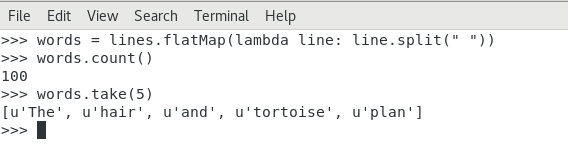 File Edit View Search Terminal Help
>>> words = lines.flatMap(lambda line: line.split(" "))
>>> words.count()
100
>>> words.take(5)
[u'The', u'hair', u'and', u'tortoise', u'plan']
>>>